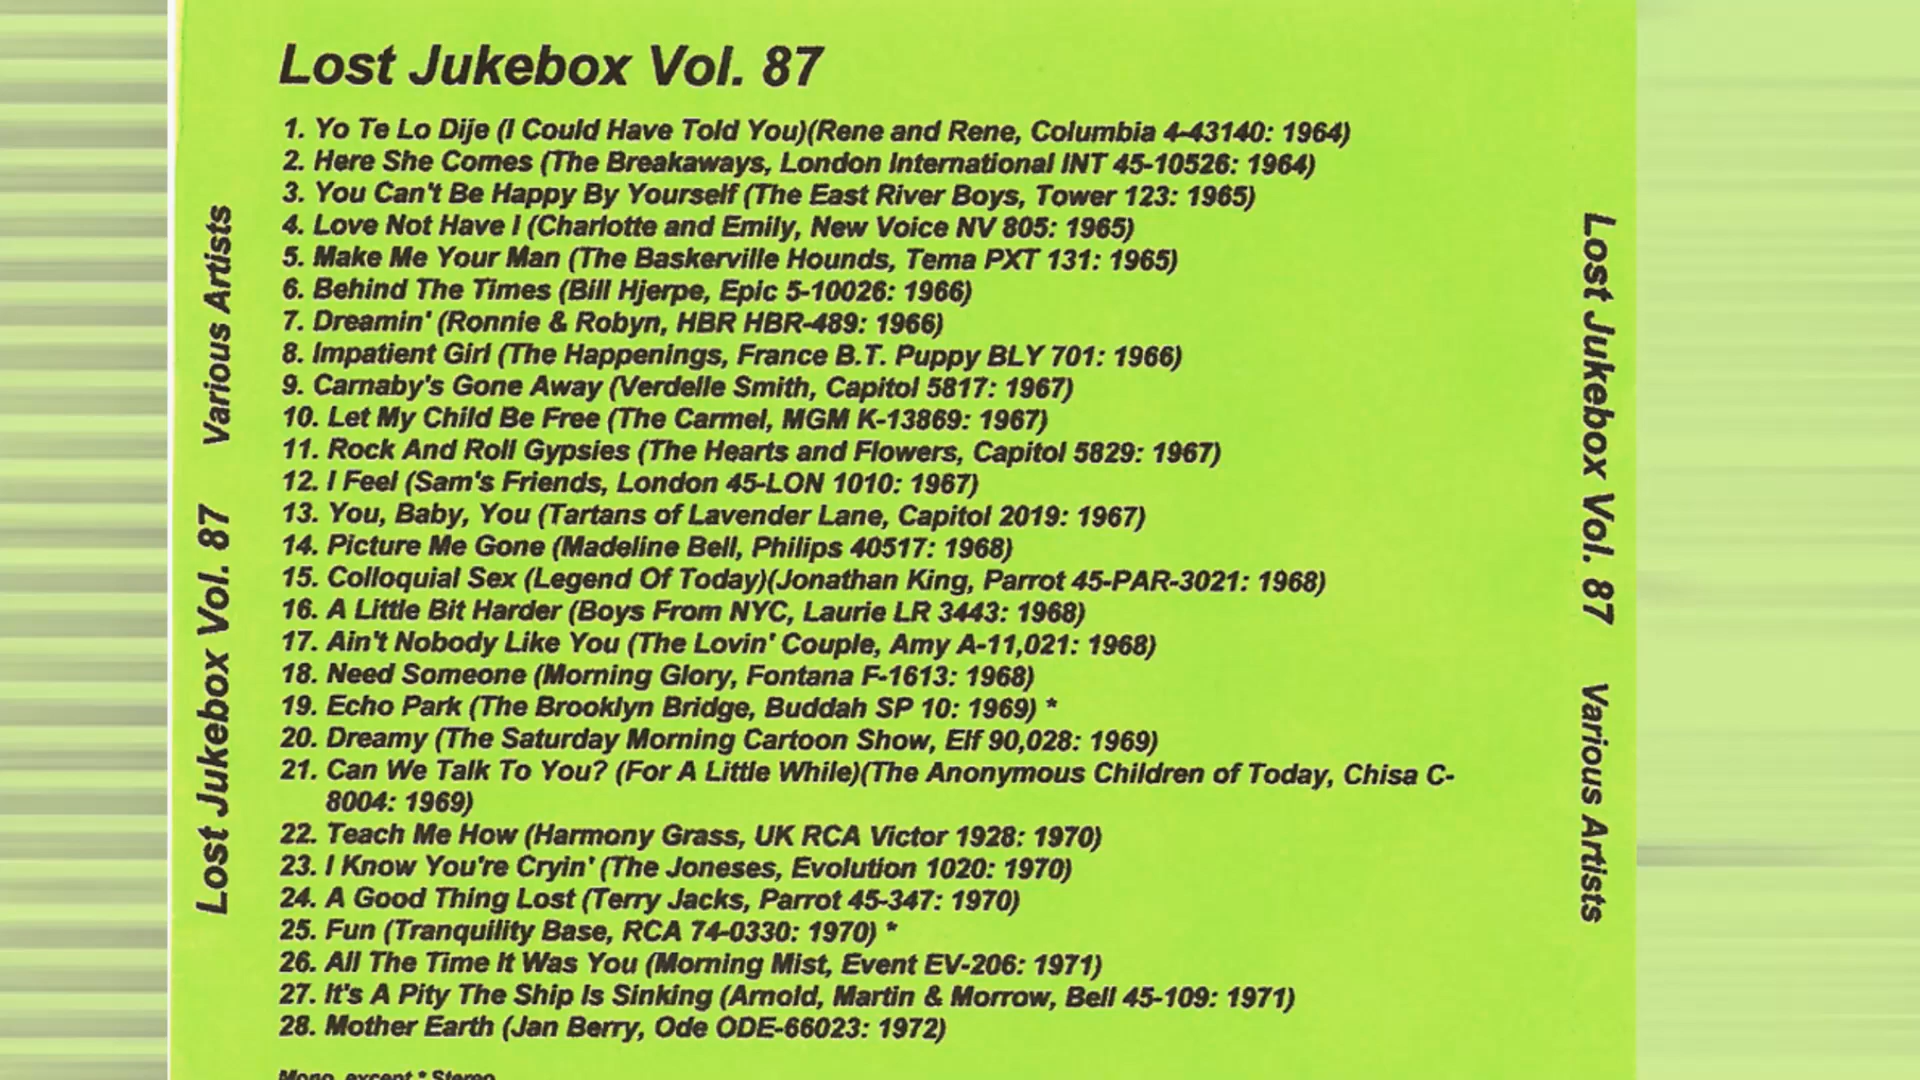 Lost Jukebox Vol. 87
1. Yo Te Lo Dije (I Could Have Told You)(Rene and Rene, Columbia 4-43140: 1964)
2. Here She Comes (The Breakaways, London International INT 45-10526: 1964)
3. You Can't Be Happy By Yourself (The East River Boys, Tower 123: 1965)
4. Love Not Have I (Charlotte and Emily, New Voice NV 805: 1965)
5. Make Me Your Man (The Baskerville Hounds, Tema PXT 131: 1965)
6. Behind The Times (Bill Hjerpe, Epic 5-10026: 1966)
7. Dreamin' (Ronnie & Robyn, HBR HBR-489: 1966)
8. Impatient Girl (The Happenings, France B.T. Puppy BLY 701: 1966)
9. Carnaby's Gone Away (Verdelle Smith, Capitol 5817: 1967)
10. Let My Child Be Free (The Carmel, MGM K-13869: 1967)
11. Rock And Roll Gypsies (The Hearts and Flowers, Capitol 5829: 1967)
12. I Feel (Sam's Friends, London 45-LON 1010: 1967)
13. You, Baby, You (Tartans of Lavender Lane, Capitol 2019: 1967)
14. Picture Me Gone (Madeline Bell, Philips 40517: 1968)
15. Colloquial Sex (Legend Of Today)(Jonathan King, Parrot 45-PAR-3021: 1968)
16. A Little Bit Harder (Boys From NYC, Laurie LR 3443: 1968)
17. Ain't Nobody Like You (The Lovin' Couple, Amy A-11,021: 1968)
18. Need Someone (Morning Glory, Fontana F-1613: 1968)
19. Echo Park (The Brooklyn Bridge, Buddah SP 10: 1969) *
20. Dreamy (The Saturday Morning Cartoon Show, Elf 90,028: 1969)
21. Can We Talk To You? (For A Little While)(The Anonymous Children of Today, Chisa C-
8004: 1969)
22. Teach Me How (Harmony Grass, UK RCA Victor 1928: 1970)
23. I Know You're Cryin' (The Joneses, Evolution 1020: 1970)
24. A Good Thing Lost (Terry Jacks, Parrot 45-347: 1970)
25. Fun (Tranquility Base, RCA 74-0330: 1970) *
26. All The Time It Was You (Morning Mist, Event EV-206: 1971)
27. It's A Pity The Ship Is Sinking (Arnold, Martin & Morrow, Bell 45-109: 1971)
28. Mother Earth (Jan Berry, Ode ODE-66023: 1972)
Mono, except * Stereo
Lost Jukebox Vol. 87 Various Artists
Lost Jukebox Vol. 87 Various Artists